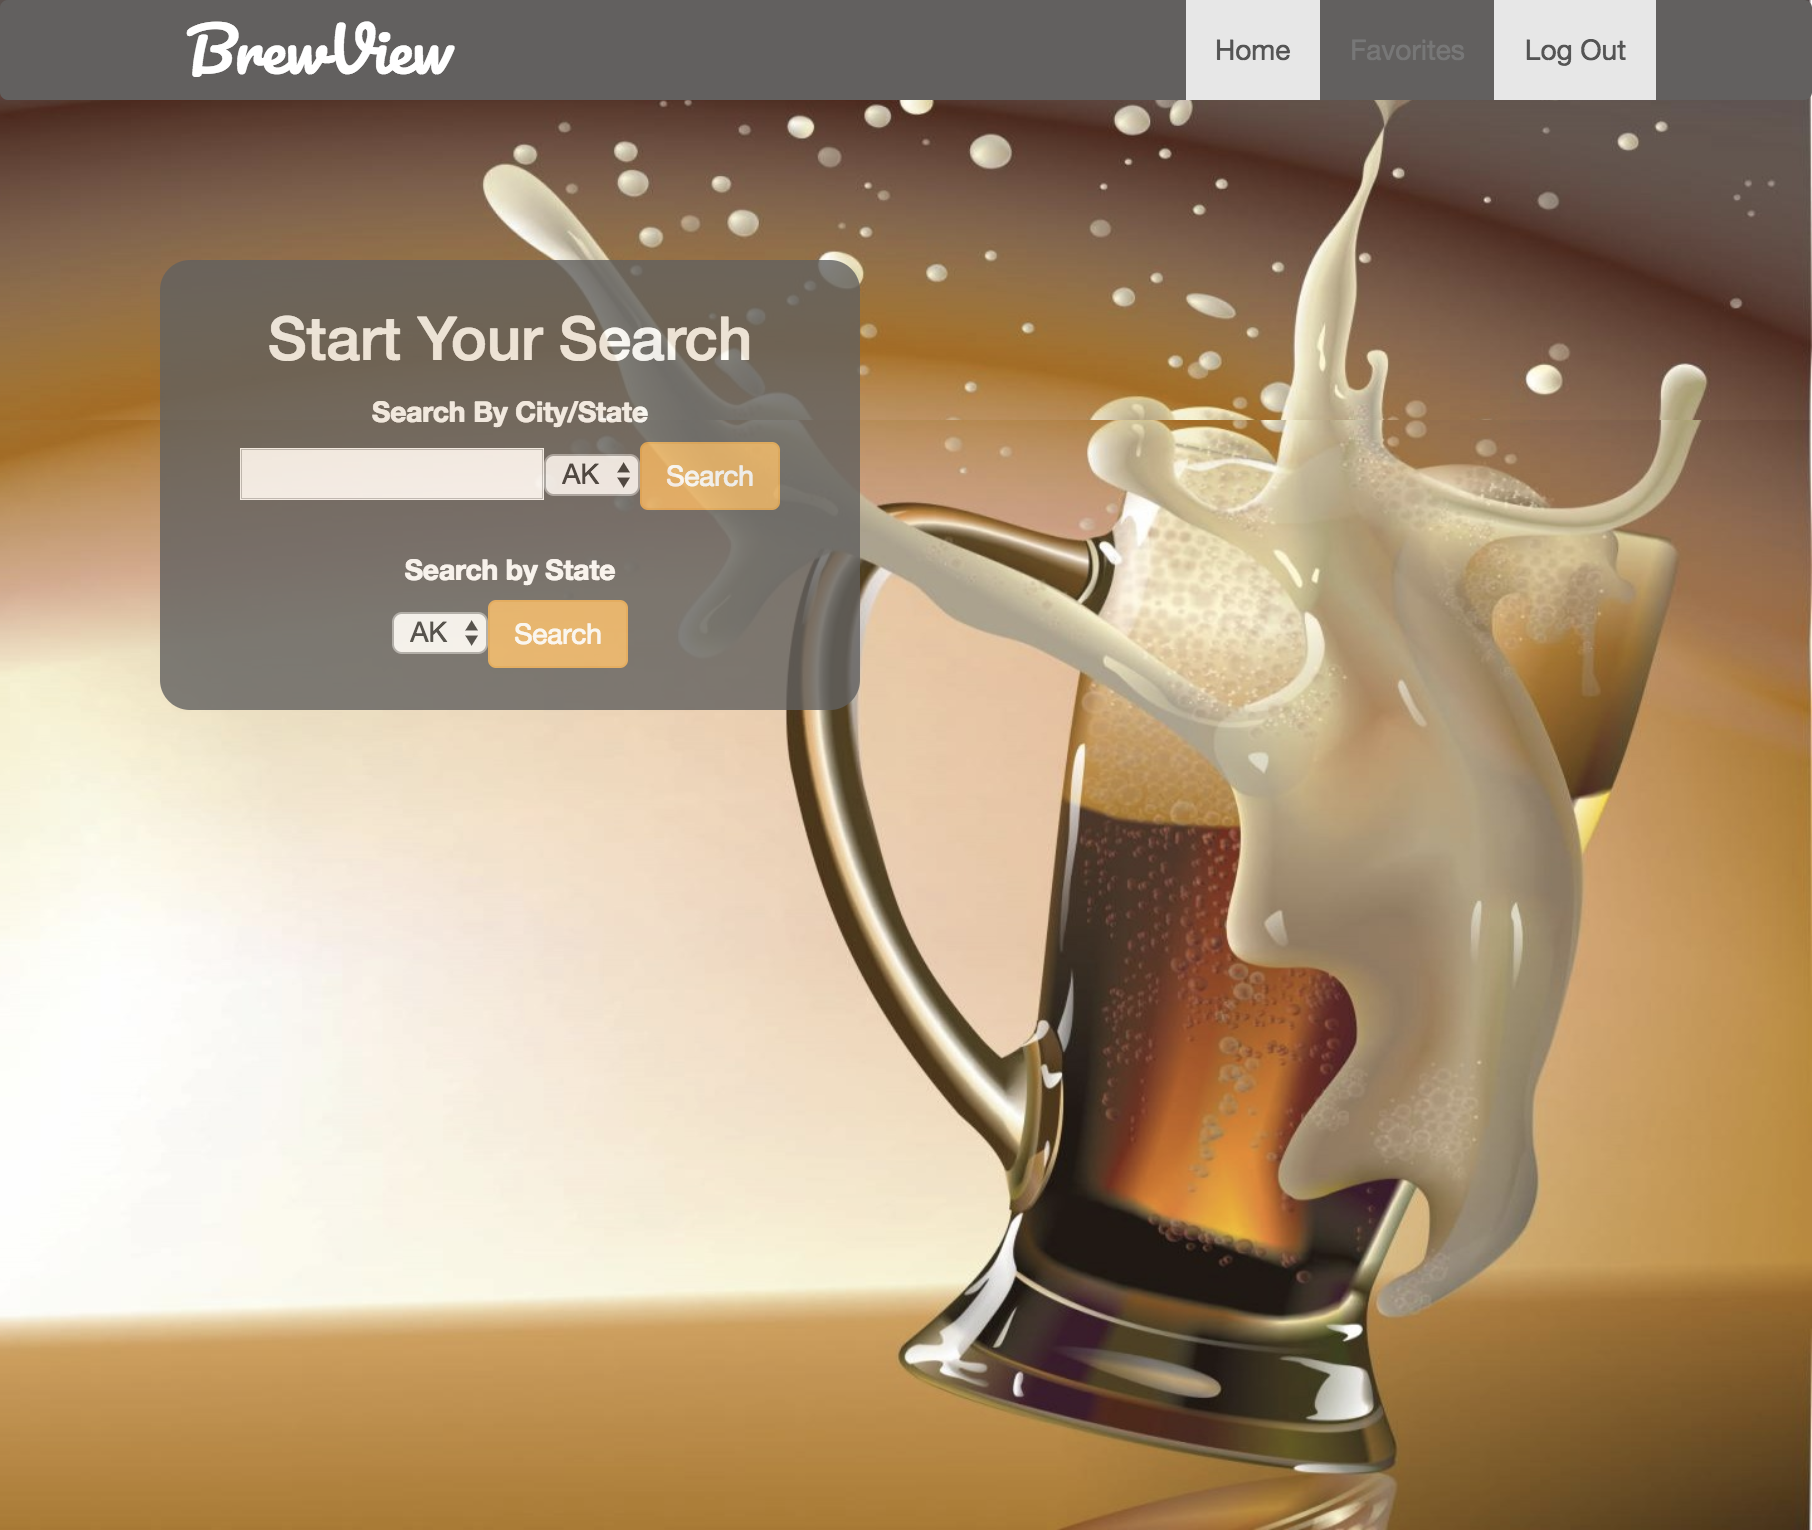 BrewView
Home Favorites Log Out
Start Your Search
Search By City/State
AK Search
Search by State
AK Search